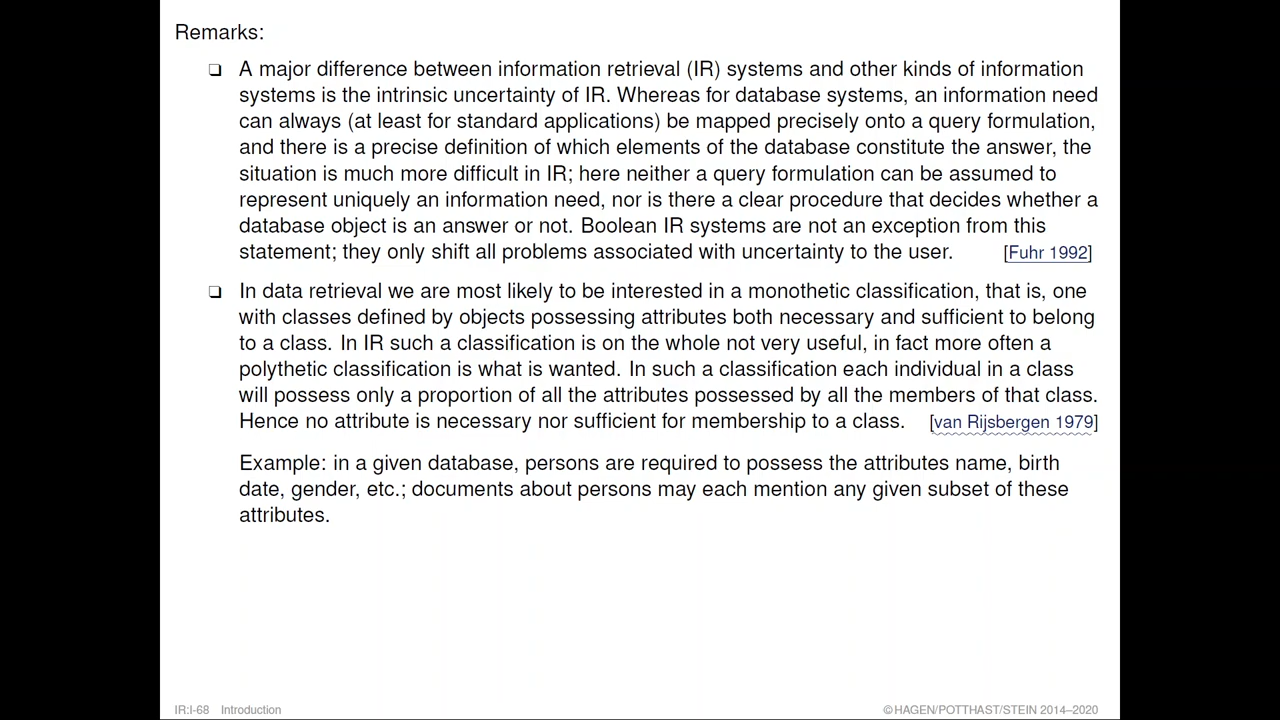 Remarks:
❑ A major difference between information retrieval (IR) systems and other kinds of information
systems is the intrinsic uncertainty of IR. Whereas for database systems, an information need
can always (at least for standard applications) be mapped precisely onto a query formulation,
and there is a precise definition of which elements of the database constitute the answer, the
situation is much more difficult in IR; here neither a query formulation can be assumed to
represent uniquely an information need, nor is there a clear procedure that decides whether a
database object is an answer or not. Boolean IR systems are not an exception from this
statement; they only shift all problems associated with uncertainty to the user. [Fuhr 1992]
❑ In data retrieval we are most likely to be interested in a monothetic classification, that is, one
with classes defined by objects possessing attributes both necessary and sufficient to belong
to a class. In IR such a classification is on the whole not very useful, in fact more often a
polythetic classification is what is wanted. In such a classification each individual in a class
will possess only a proportion of all the attributes possessed by all the members of that class.
Hence no attribute is necessary nor sufficient for membership to a class. [van Rijsbergen 1979]
Example: in a given database, persons are required to possess the attributes name, birth
date, gender, etc.; documents about persons may each mention any given subset of these
attributes.
IR:I-68 Introduction ©HAGEN/POTTHAST/STEIN 2014–2020